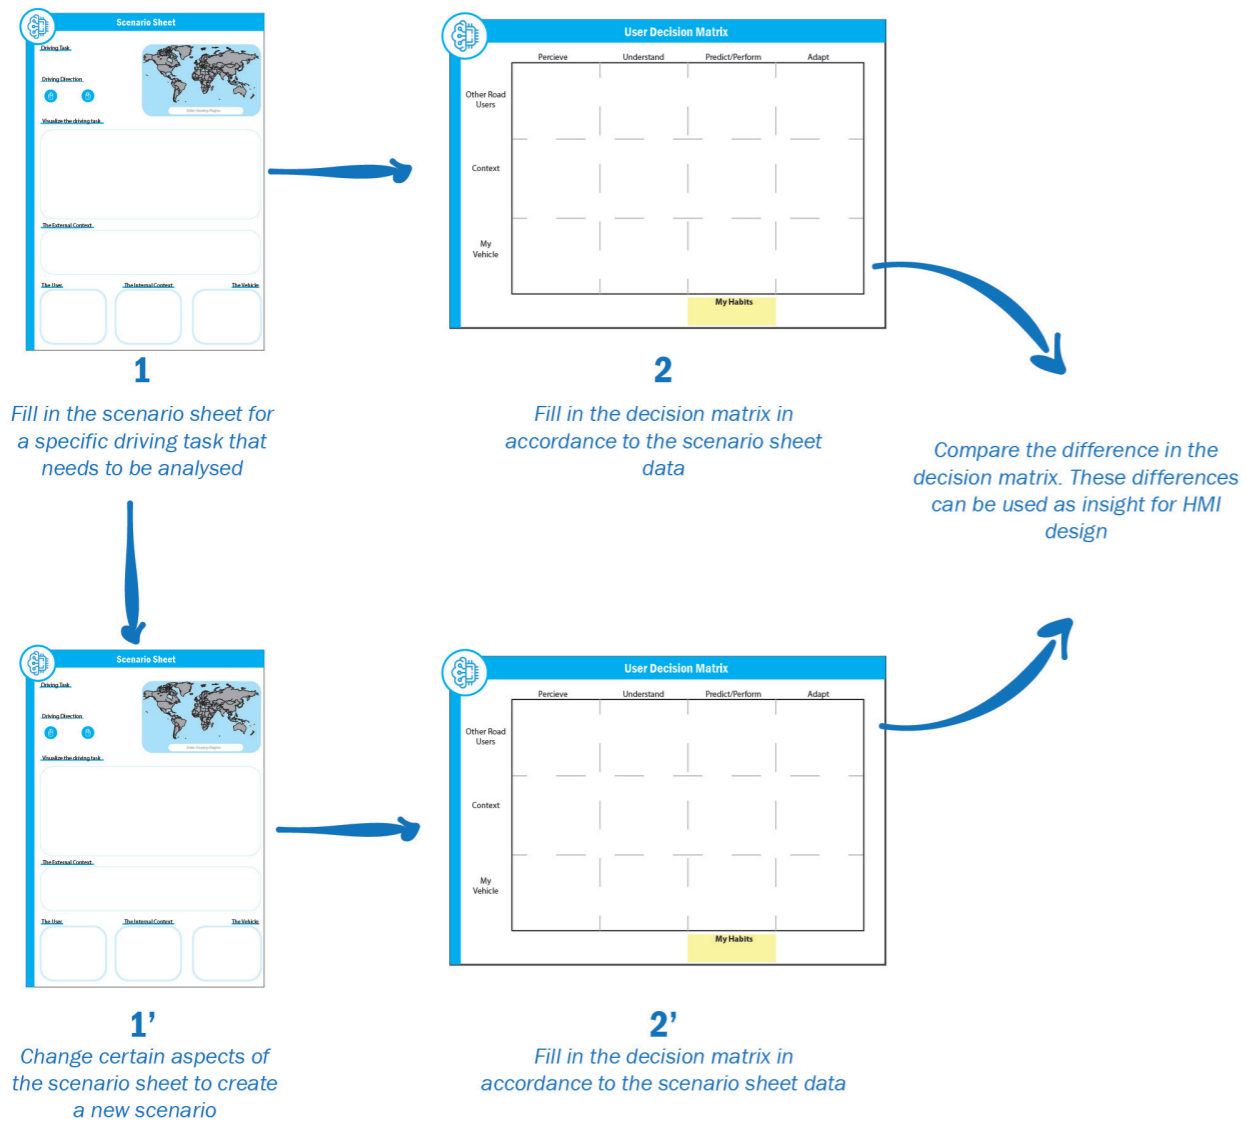 Scenario Sheet
Driving Task
Driving Direction
Visualize the driving task
The External Context
The User
The Internal Context
The Vehicle
1
Fill in the scenario sheet for
a specific driving task that
needs to be analysed
User Decision Matrix
Percieve
Understand
Predict/Perform
Adapt
Other Road
Users
Context
My
Vehicle
My Habits
2
Fill in the decision matrix in
accordance to the scenario sheet
data
Compare the difference in the
decision matrix. These differences
can be used as insight for HMI
design
Scenario Sheet
Driving Task
Driving Direction
Visualize the driving task
The External Context
The User
The Internal Context
The Vehicle
1’
Change certain aspects of
the scenario sheet to create
a new scenario
User Decision Matrix
Percieve
Understand
Predict/Perform
Adapt
Other Road
Users
Context
My
Vehicle
My Habits
2’
Fill in the decision matrix in
accordance to the scenario sheet data